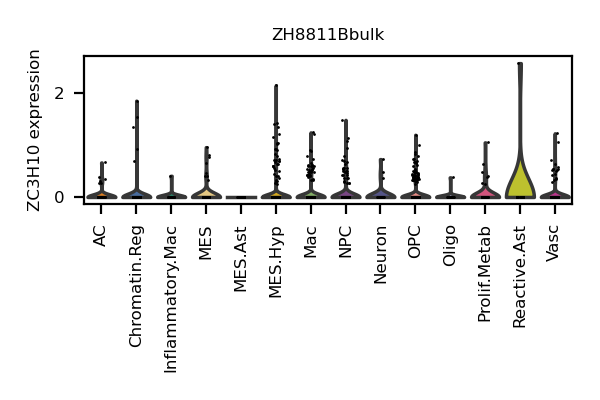 ZH8811Bbulk
ZC3H10 expression
2
0
AC
Chromatin.Reg
Inflammatory.Mac
MES
MES.Ast
MES.Hyp
Mac
NPC
Neuron
OPC
Oligo
Prolif.Metab
Reactive.Ast
Vasc